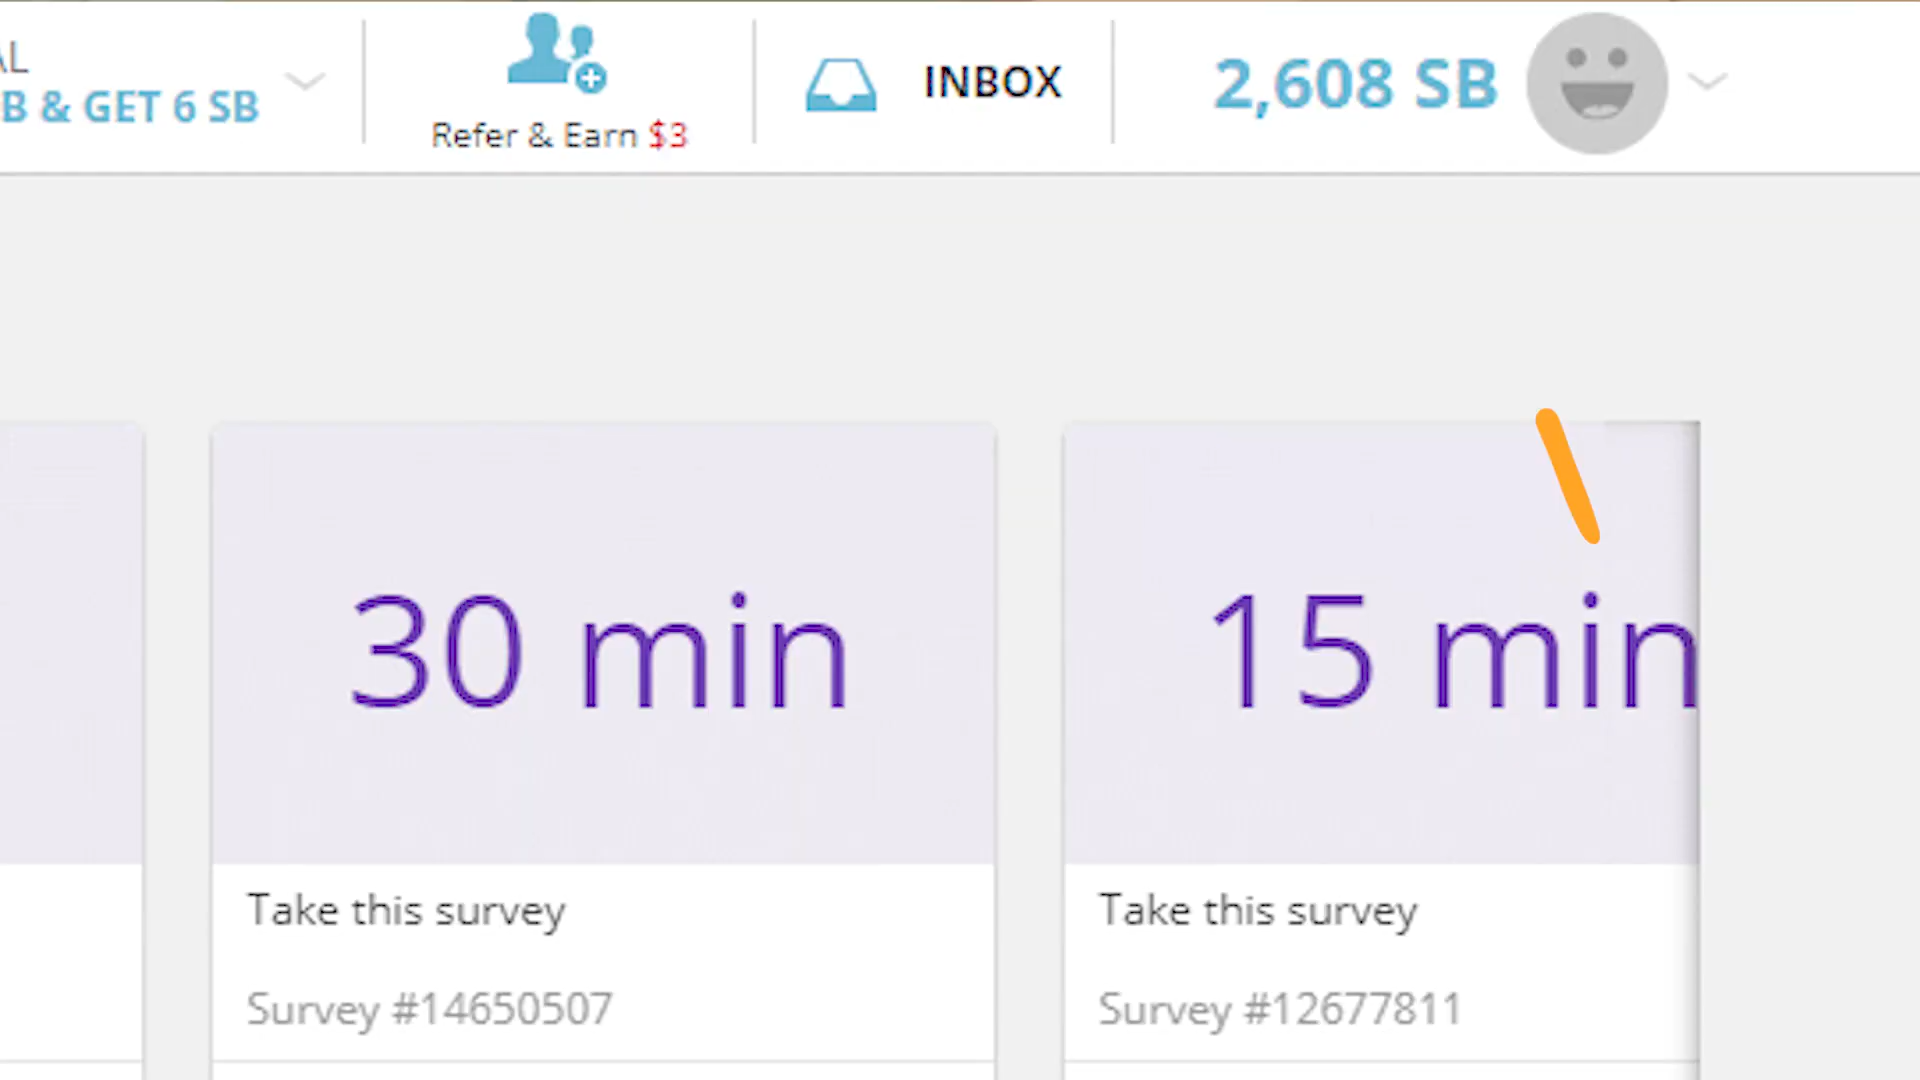 B & GET 6 SB
Refer & Earn $3
INBOX
2,608 SB
30 min
Take this survey
Survey #14650507
15 min
Take this survey
Survey #12677811